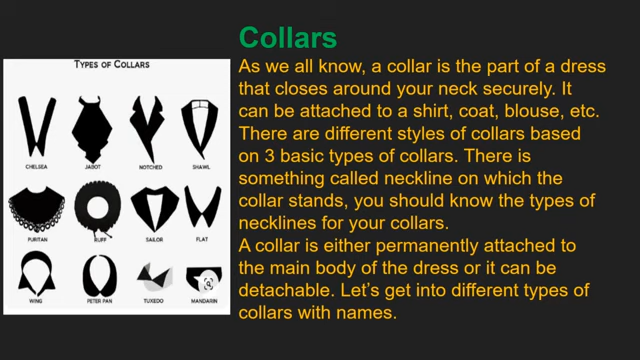 Collars
TYPES OF COLLARS
CHELSEA JABOT NOTCHED SHAWL
PURITAN RUFF SAILOR FLAT
WING PETER PAN TUXEDO MANDARIN
As we all know, a collar is the part of a dress
that closes around your neck securely. It
can be attached to a shirt, coat, blouse, etc.
There are different styles of collars based
on 3 basic types of collars. There is
something called neckline on which the
collar stands, you should know the types of
necklines for your collars.
A collar is either permanently attached to
the main body of the dress or it can be
detachable. Let’s get into different types of
collars with names.